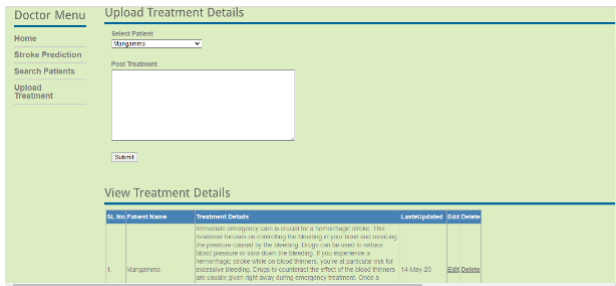 Doctor Menu
Home
Stroke Prediction
Search Patients
Upload
Treatment
Upload Treatment Details
Select Patient
Mangamma
Post Treatment
Submit
View Treatment Details
SL No Patient Name Treatment Details LasteUpdated Edit Delete
Immediate emergency care is crucial for a hemorrhagic stroke. This
treatment focuses on controlling the bleeding in your brain and reducing
the pressure caused by the bleeding. Drugs can be used to reduce
blood pressure or slow down the bleeding. If you experience a
hemorrhagic stroke while on blood thinners, you're at particular risk for
1. Mangamma excessive bleeding. Drugs to counteract the effect of the blood thinners 14-May-20 Edit Delete
are usually given right away during emergency treatment. Once a